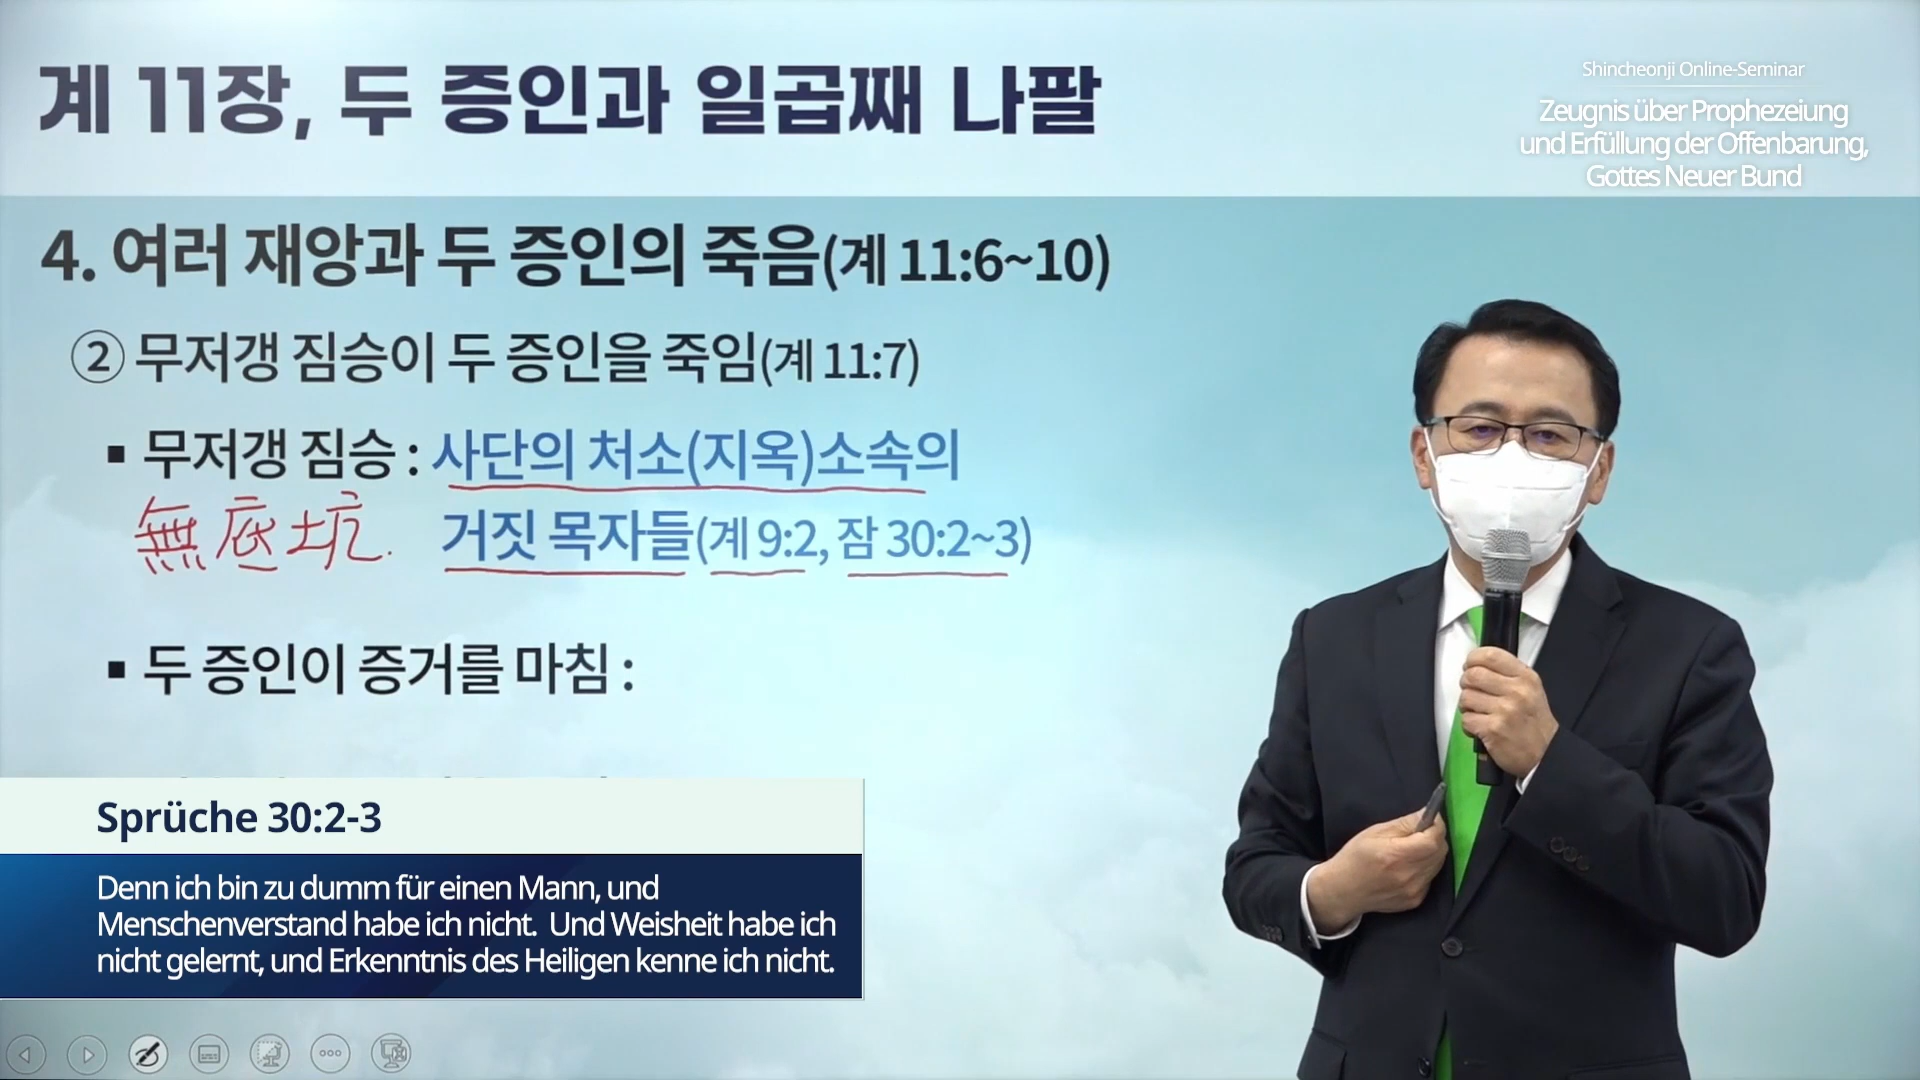 계 11장, 두 증인과 일곱째 나팔
Shincheonji Online-Seminar
Zeugnis über Prophezeiung
und Erfüllung der Offenbarung,
Gottes Neuer Bund
4. 여러 재앙과 두 증인의 죽음(계 11:6~10)
② 무저갱 짐승이 두 증인을 죽임(계 11:7)
▪ 무저갱 짐승 : 사단의 처소(지옥)소속의
無底坑. 거짓 목자들(계 9:2, 잠 30:2~3)
▪ 두 증인이 증거를 마침 :
Sprüche 30:2-3
Denn ich bin zu dumm für einen Mann, und
Menschenverstand habe ich nicht. Und Weisheit habe ich
nicht gelernt, und Erkenntnis des Heiligen kenne ich nicht.